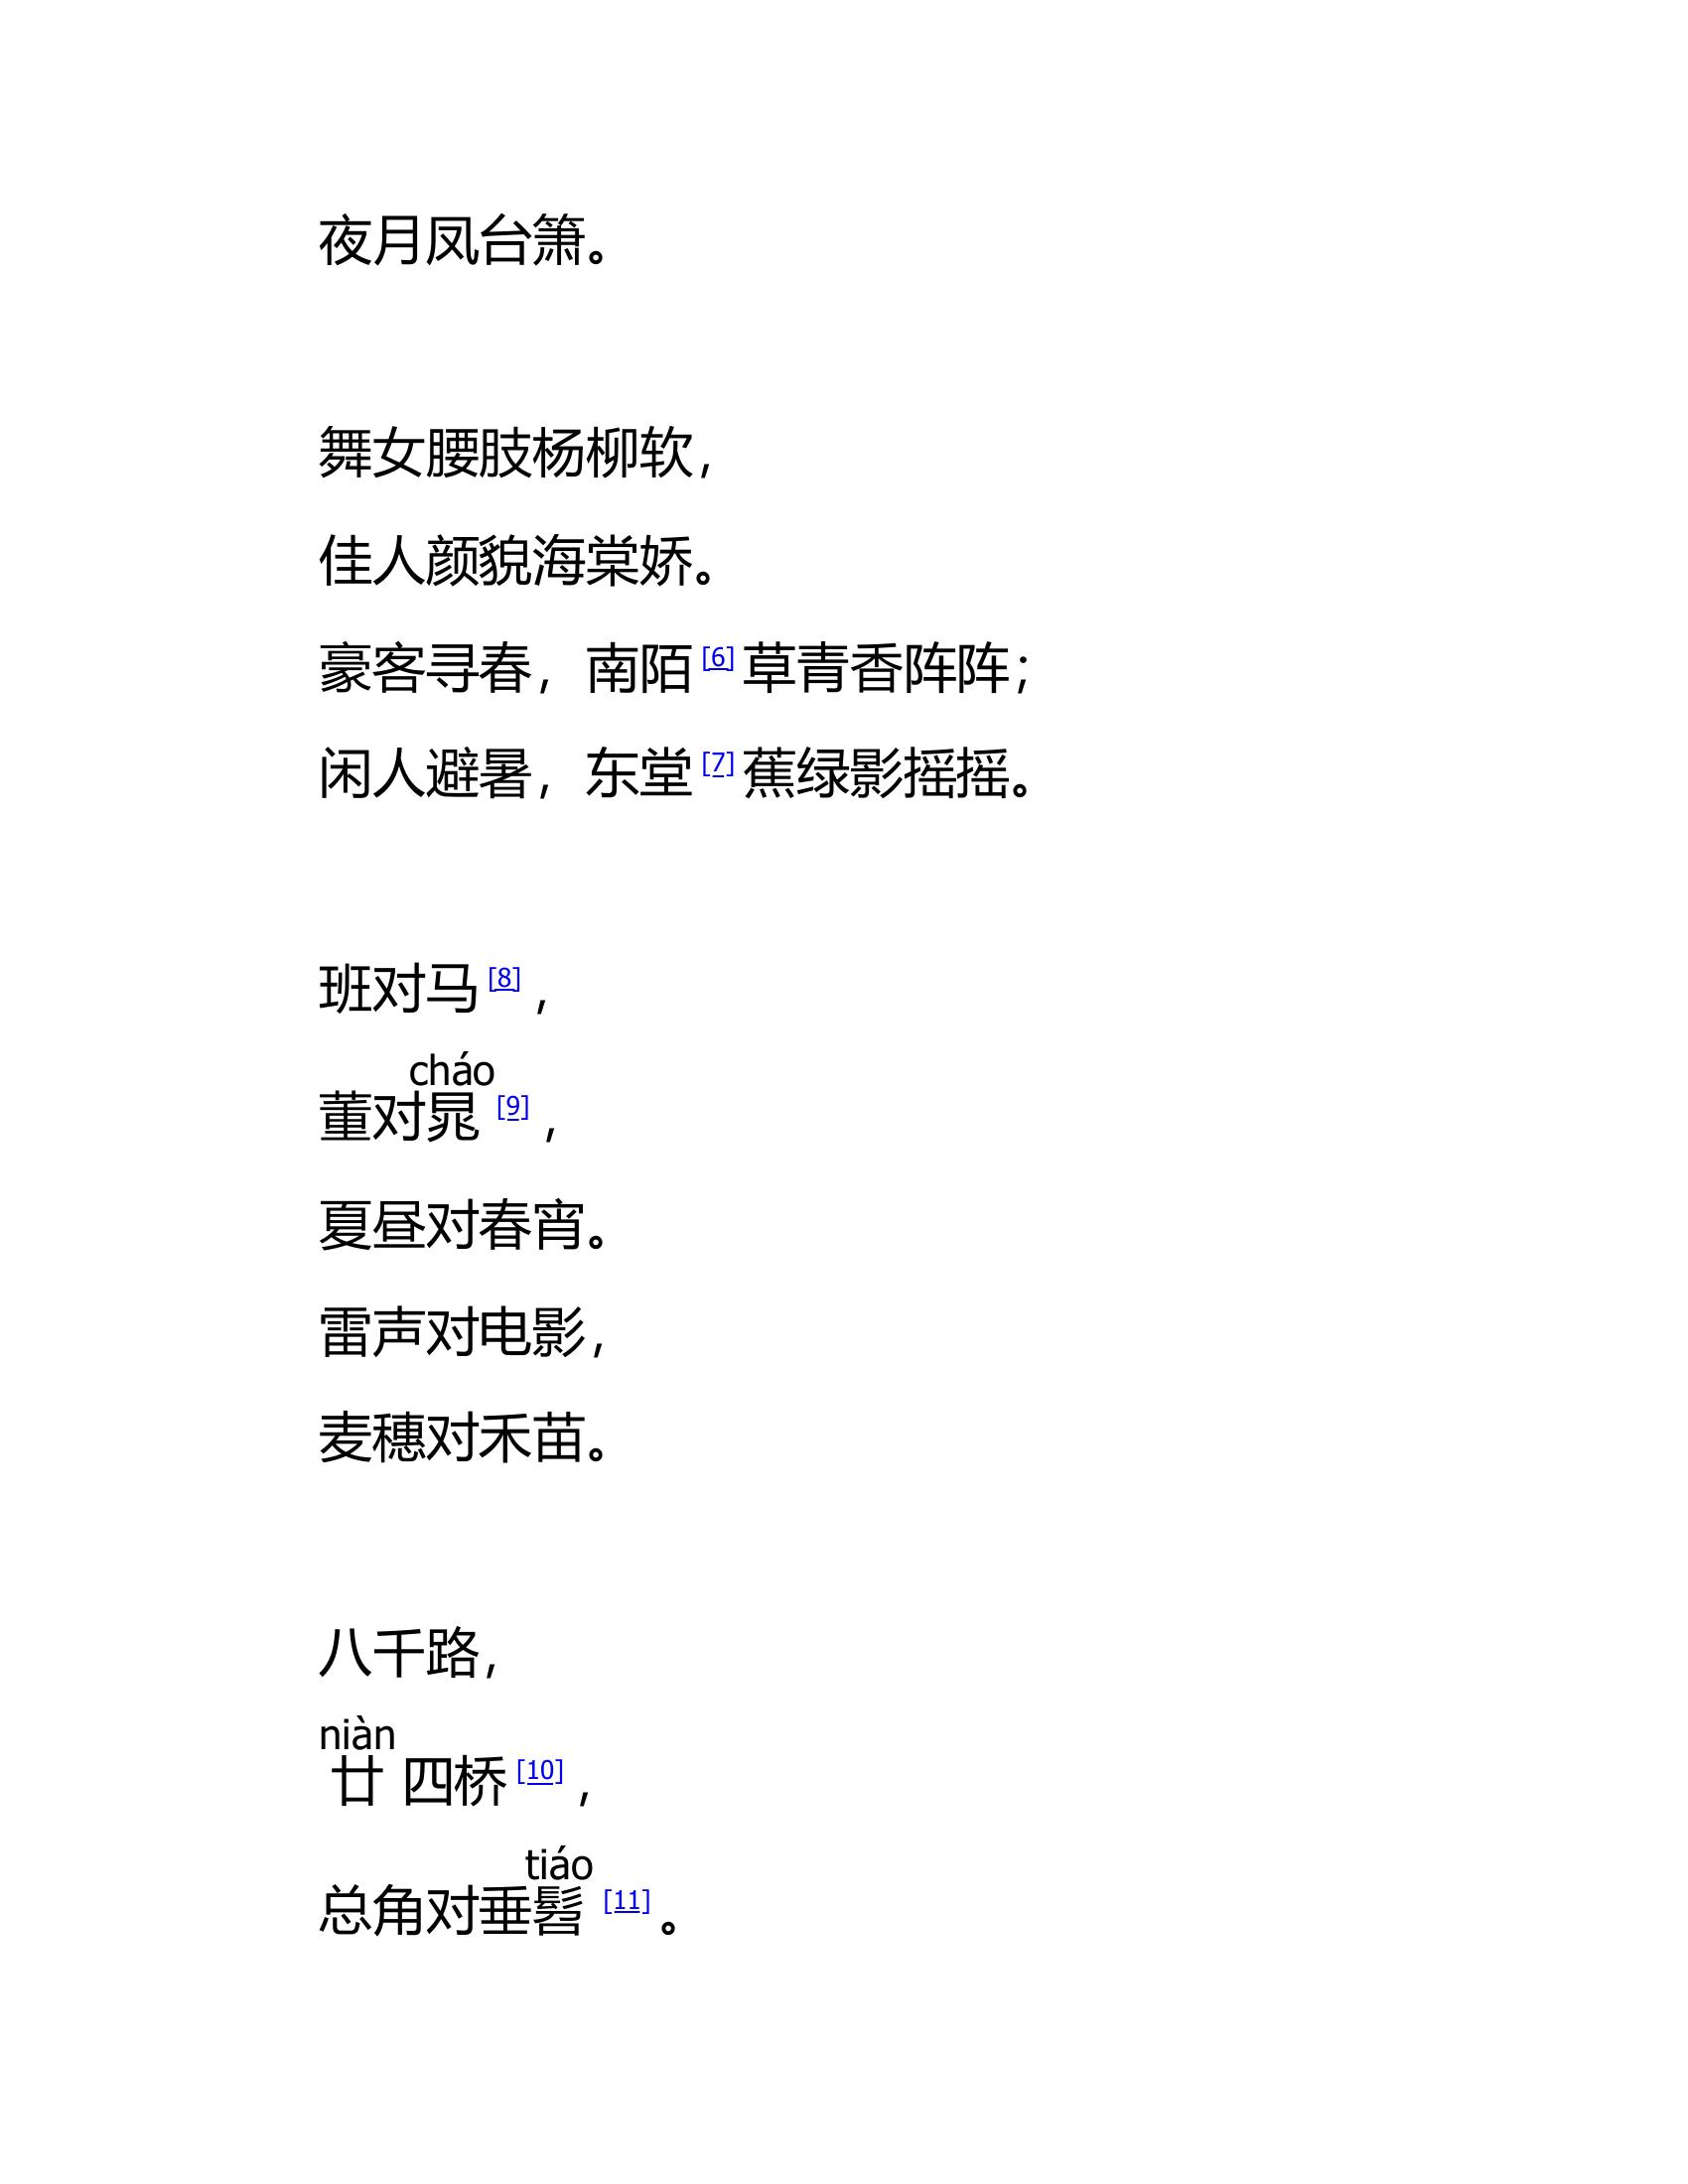 夜月凤台箫。
舞女腰肢杨柳软，
佳人颜貌海棠娇。
豪客寻春，南陌[6]草青香阵阵；
闲人避暑，东堂[7]蕉绿影摇摇。
班对马[8]，
cháo
董对晁[9]，
夏昼对春宵。
雷声对电影，
麦穗对禾苗。
八千路，
niàn
廿四桥[10]，
tiáo
总角对垂髫[11]。